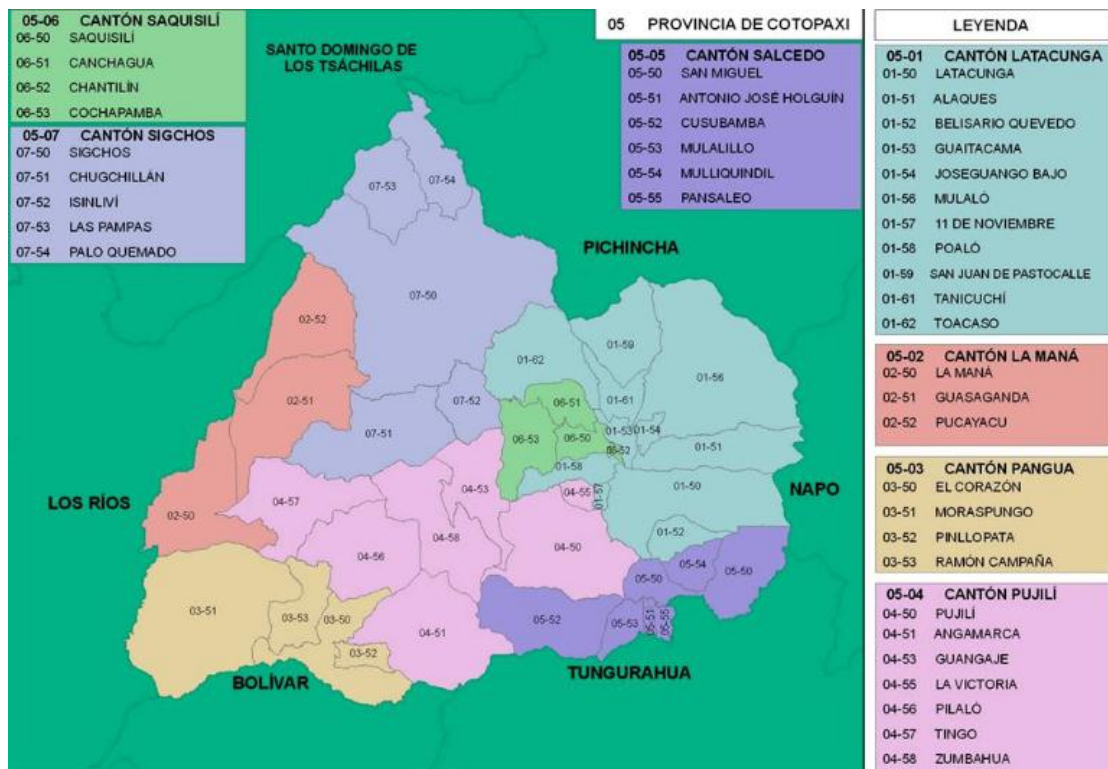 05-06 CANTÓN SAQUISILÍ
06-50 SAQUISILÍ
06-51 CANCHAGUA
06-52 CHANTILÍN
06-53 COCHAPAMBA
05-07 CANTÓN SIGCHOS
07-50 SIGCHOS
07-51 CHUGCHILLÁN
07-52 ISINLIVÍ
07-53 LAS PAMPAS
07-54 PALO QUEMADO
05 PROVINCIA DE COTOPAXI
05-05 CANTÓN SALCEDO
05-50 SAN MIGUEL
05-51 ANTONIO JOSÉ HOLGUÍN
05-52 CUSUBAMBA
05-53 MULALILLO
05-54 MULLIQUINDIL
05-55 PANSALEO
LEYENDA
05-01 CANTÓN LATACUNGA
01-50 LATACUNGA
01-51 ALAQUES
01-52 BELISARIO QUEVEDO
01-53 GUAITACAMA
01-54 JOSEGUANGO BAJO
01-56 MULALÓ
01-57 11 DE NOVIEMBRE
01-58 POALÓ
01-59 SAN JUAN DE PASTOCALLE
01-61 TANICUCHÍ
01-62 TOACASO
05-02 CANTÓN LA MANÁ
02-50 LA MANÁ
02-51 GUASAGANDA
02-52 PUCAYACU
05-03 CANTÓN PANGUA
03-50 EL CORAZÓN
03-51 MORASPUNGO
03-52 PINLLOPATA
03-53 RAMÓN CAMPAÑA
05-04 CANTÓN PUJILÍ
04-50 PUJILÍ
04-51 ANGAMARCA
04-53 GUANGAJE
04-55 LA VICTORIA
04-56 PILALÓ
04-57 TINGO
04-58 ZUMBAHUA
SANTO DOMINGO DE
LOS TSÁCHILAS
PICHINCHA
NAPO
LOS RÍOS
BOLÍVAR
TUNGURAHUA
07-53
07-54
07-50
02-52
01-59
01-62
01-56
02-51
07-52
01-61
06-51
07-51
06-53
06-50
01-53
01-54
06-52
01-51
01-58
04-53
04-55
01-57
01-50
04-57
02-50
04-58
01-52
04-56
04-50
05-54
05-50
05-50
03-51
03-53
03-50
04-51
05-52
05-53
05-51
05-55
03-52